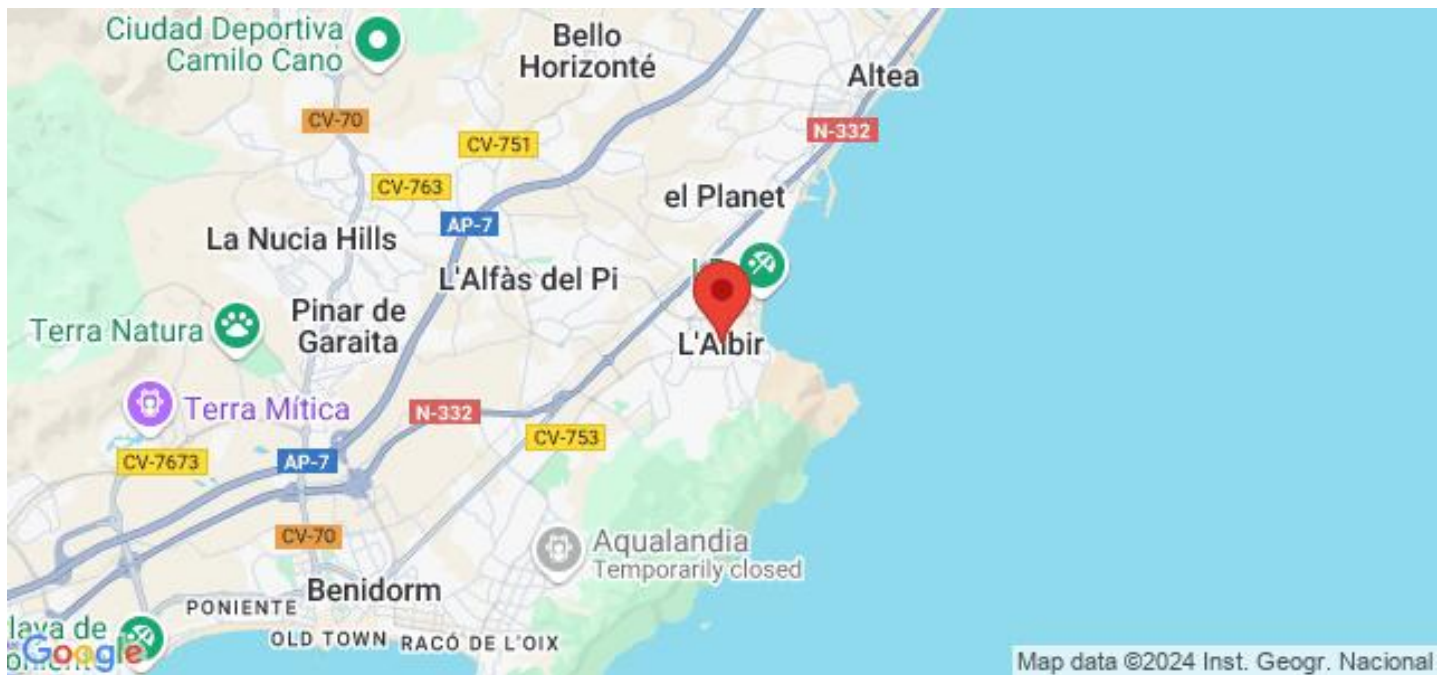 Ciudad Deportiva
Camilo Cano
Bello
Horizonté
Altea
CV-70
N-332
CV-751
CV-763
el Planet
AP-7
La Nucia Hills
L'Alfàs del Pi
Terra Natura
Pinar de
Garaita
L'Albir
Terra Mítica
N-332
CV-753
CV-7673
AP-7
CV-70
Aqualandia
Temporarily closed
Benidorm
PONIENTE
OLD TOWN
RACÓ DE L'OIX
laya de
Google
Map data ©2024 Inst. Geogr. Nacional